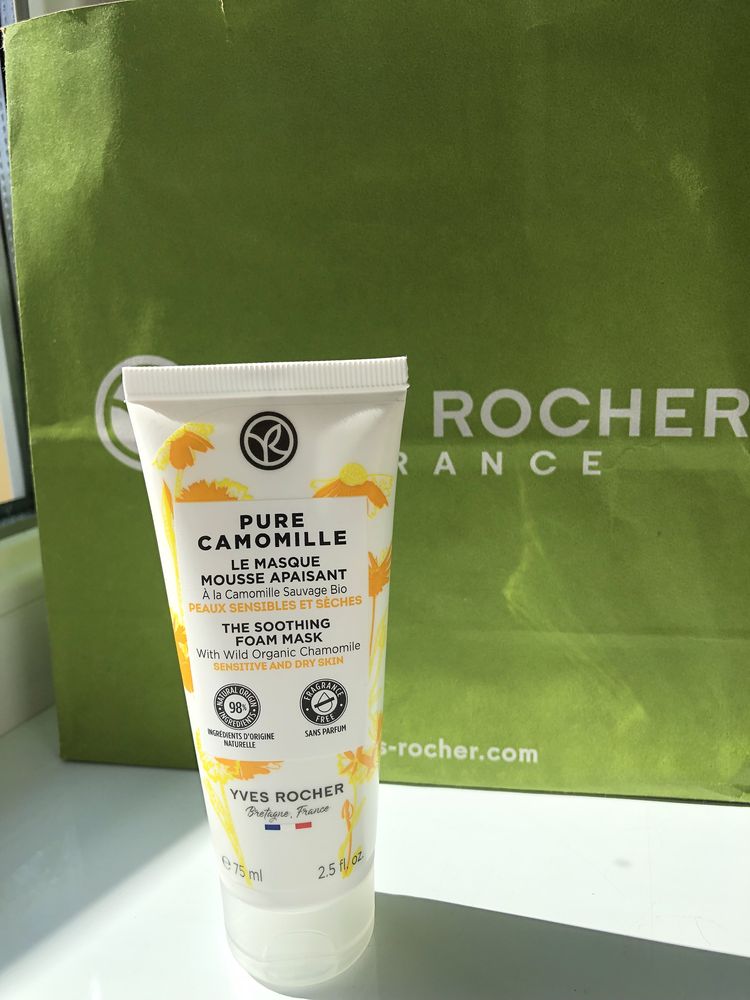 ROCHER
RANCE
s-rocher.com
PURE
CAMOMILLE
LE MASQUE
MOUSSE APAISANT
À la Camomille Sauvage Bio
PEAUX SENSIBLES ET SÈCHES
THE SOOTHING
FOAM MASK
With Wild Organic Chamomile
SENSITIVE AND DRY SKIN
NATURAL ORIGIN
98%
INGREDIENTS
INGRÉDIENTS D'ORIGINE
NATURELLE
FRAGRANCE
FREE
SANS PARFUM
YVES ROCHER
Bretagne, France
℮ 75 ml
2.5 fl. oz.